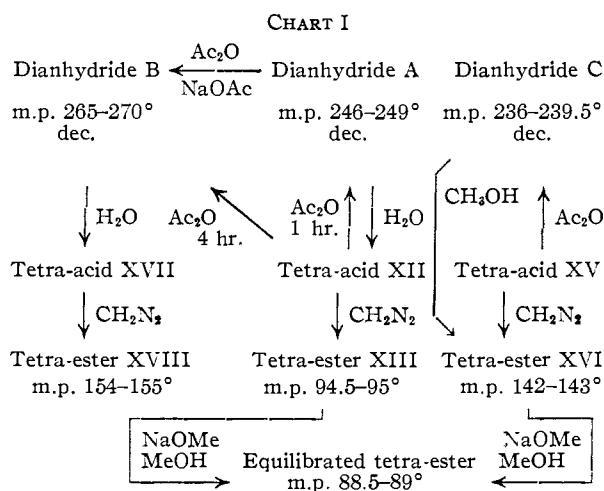 CHART I
Ac₂O
Dianhydride B Dianhydride A Dianhydride C
NaOAc
m.p. 265–270° m.p. 246–249° m.p. 236–239.5°
dec. dec. dec.
CH₃OH
H₂O Ac₂O Ac₂O H₂O Ac₂O
4 hr. 1 hr.
Tetra-acid XVII Tetra-acid XII Tetra-acid XV
CH₂N₂ CH₂N₂ CH₂N₂
Tetra-ester XVIII Tetra-ester XIII Tetra-ester XVI
m.p. 154–155° m.p. 94.5–95° m.p. 142–143°
NaOMe NaOMe
MeOH Equilibrated tetra-ester MeOH
m.p. 88.5–89°